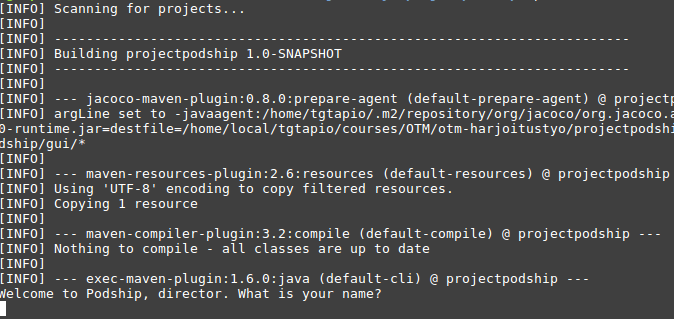 [INFO] Scanning for projects...
[INFO]
[INFO] ------------------------------------------------------------------------
[INFO] Building projectpodship 1.0-SNAPSHOT
[INFO] ------------------------------------------------------------------------
[INFO]
[INFO] --- jacoco-maven-plugin:0.8.0:prepare-agent (default-prepare-agent) @ projectp
[INFO] argLine set to -javaagent:/home/tgtapio/.m2/repository/org/jacoco/org.jacoco.a
0-runtime.jar=destfile=/home/local/tgtapio/courses/OTM/otm-harjoitustyo/projectpodshi
dship/gui/*
[INFO]
[INFO] --- maven-resources-plugin:2.6:resources (default-resources) @ projectpodship
[INFO] Using 'UTF-8' encoding to copy filtered resources.
[INFO] Copying 1 resource
[INFO]
[INFO] --- maven-compiler-plugin:3.2:compile (default-compile) @ projectpodship ---
[INFO] Nothing to compile - all classes are up to date
[INFO]
[INFO] --- exec-maven-plugin:1.6.0:java (default-cli) @ projectpodship ---
Welcome to Podship, director. What is your name?